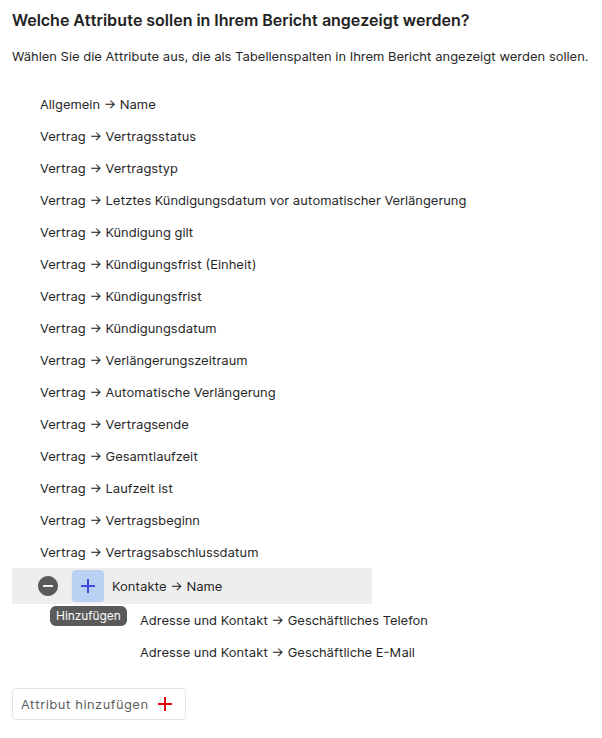 Welche Attribute sollen in Ihrem Bericht angezeigt werden?
Wählen Sie die Attribute aus, die als Tabellenspalten in Ihrem Bericht angezeigt werden sollen.
Allgemein → Name
Vertrag → Vertragsstatus
Vertrag → Vertragstyp
Vertrag → Letztes Kündigungsdatum vor automatischer Verlängerung
Vertrag → Kündigung gilt
Vertrag → Kündigungsfrist (Einheit)
Vertrag → Kündigungsfrist
Vertrag → Kündigungsdatum
Vertrag → Verlängerungszeitraum
Vertrag → Automatische Verlängerung
Vertrag → Vertragsende
Vertrag → Gesamtlaufzeit
Vertrag → Laufzeit ist
Vertrag → Vertragsbeginn
Vertrag → Vertragsabschlussdatum
Kontakte → Name
Hinzufügen
Adresse und Kontakt → Geschäftliches Telefon
Adresse und Kontakt → Geschäftliche E-Mail
Attribut hinzufügen